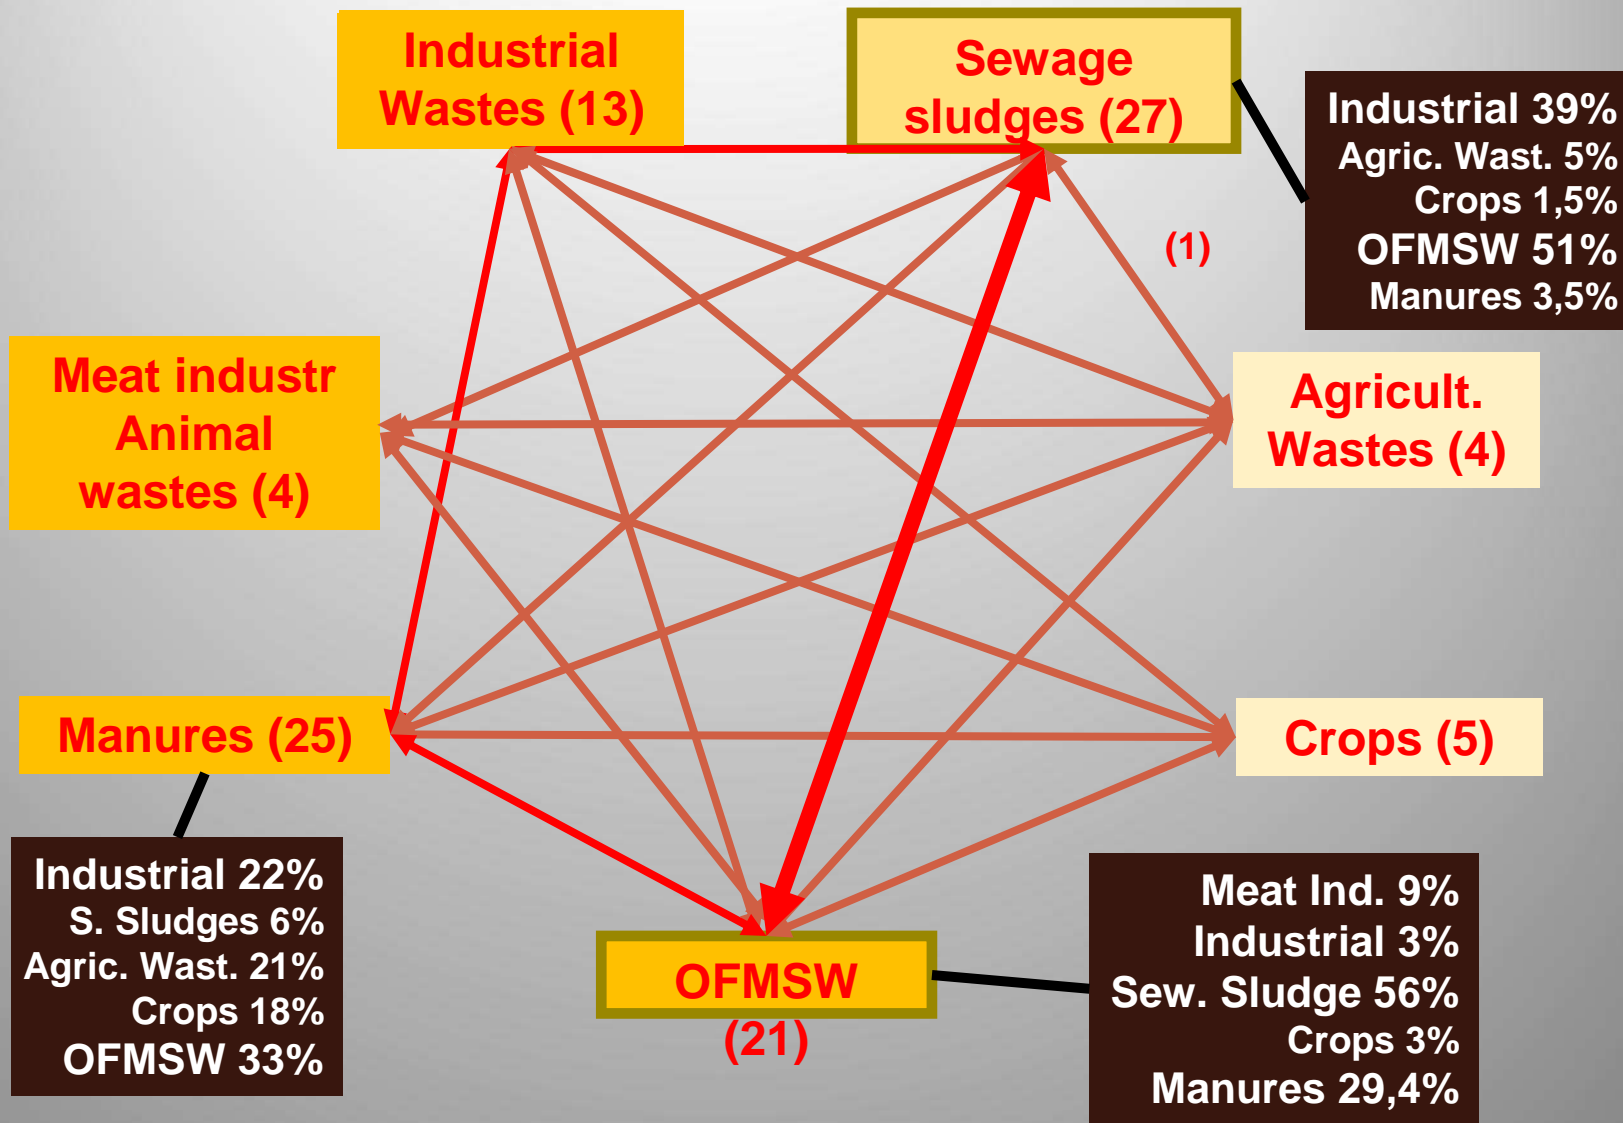 Industrial
Wastes (13)
Sewage
sludges (27)
Industrial 39%
Agric. Wast. 5%
Crops 1,5%
OFMSW 51%
Manures 3,5%
(1)
Meat industr
Animal
wastes (4)
Agricult.
Wastes (4)
Manures (25)
Crops (5)
Industrial 22%
S. Sludges 6%
Agric. Wast. 21%
Crops 18%
OFMSW 33%
OFMSW
(21)
Meat Ind. 9%
Industrial 3%
Sew. Sludge 56%
Crops 3%
Manures 29,4%